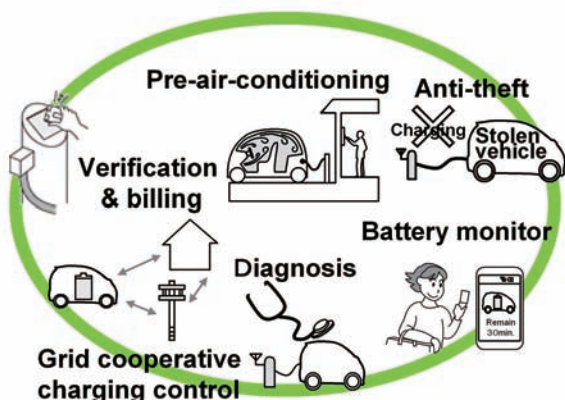 Pre-air-conditioning
Anti-theft
Charging
Stolen
vehicle
Verification
& billing
Battery monitor
Diagnosis
Remain
30min.
Grid cooperative
charging control